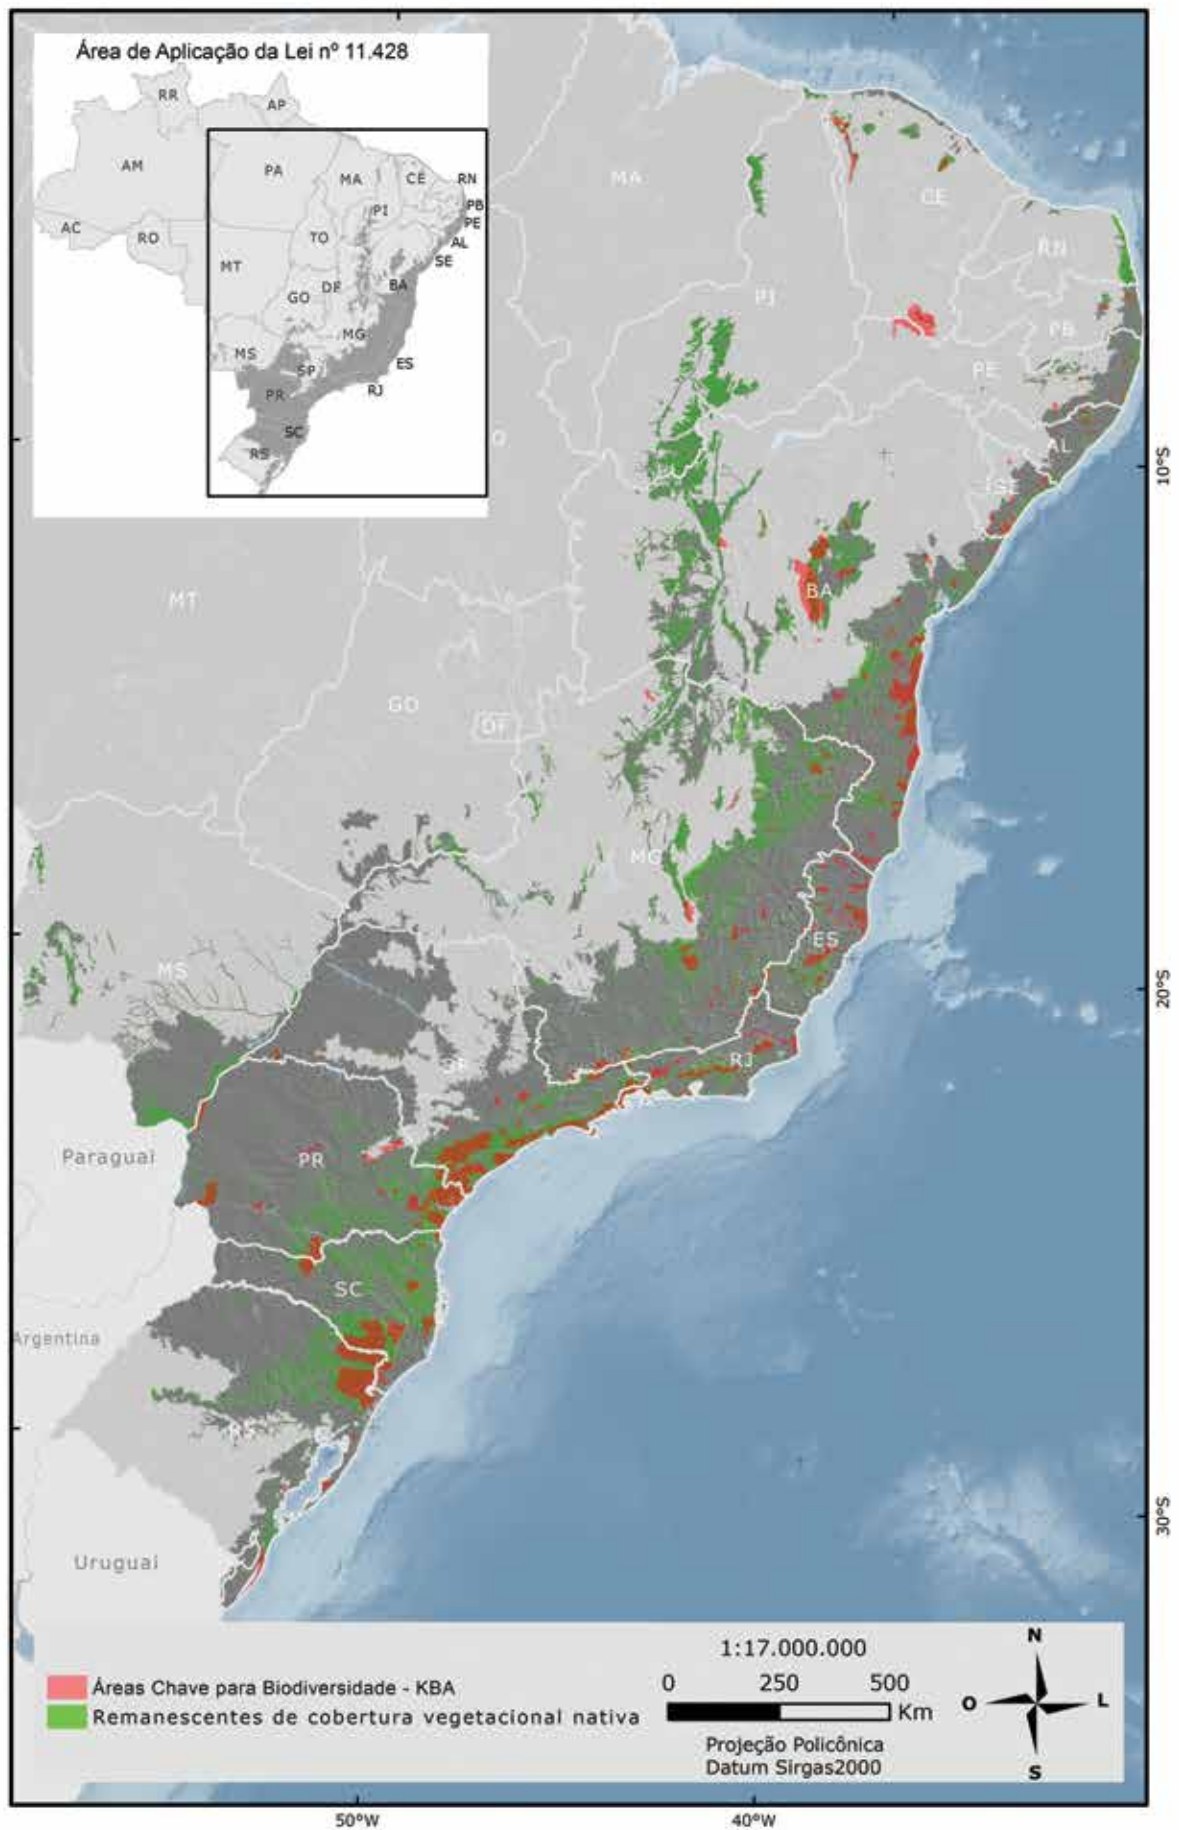 Área de Aplicação da Lei nº 11.428
RR
AP
AM
PA
MA
CE
RN
PB
PE
PI
AC
RO
TO
AL
SE
MT
BA
GO
DF
MG
MS
SP
ES
RJ
PR
SC
RS
MA
CE
RN
PI
PB
PE
AL
SE
10°S
BA
MT
GO
DF
MG
ES
MS
20°S
RJ
SP
Paraguai
PR
SC
Argentina
RS
30°S
Uruguai
1:17.000.000
N
0 250 500
Km
O L
S
Áreas Chave para Biodiversidade - KBA
Remanescentes de cobertura vegetacional nativa
Projeção Policônica
Datum Sirgas2000
50°W 40°W